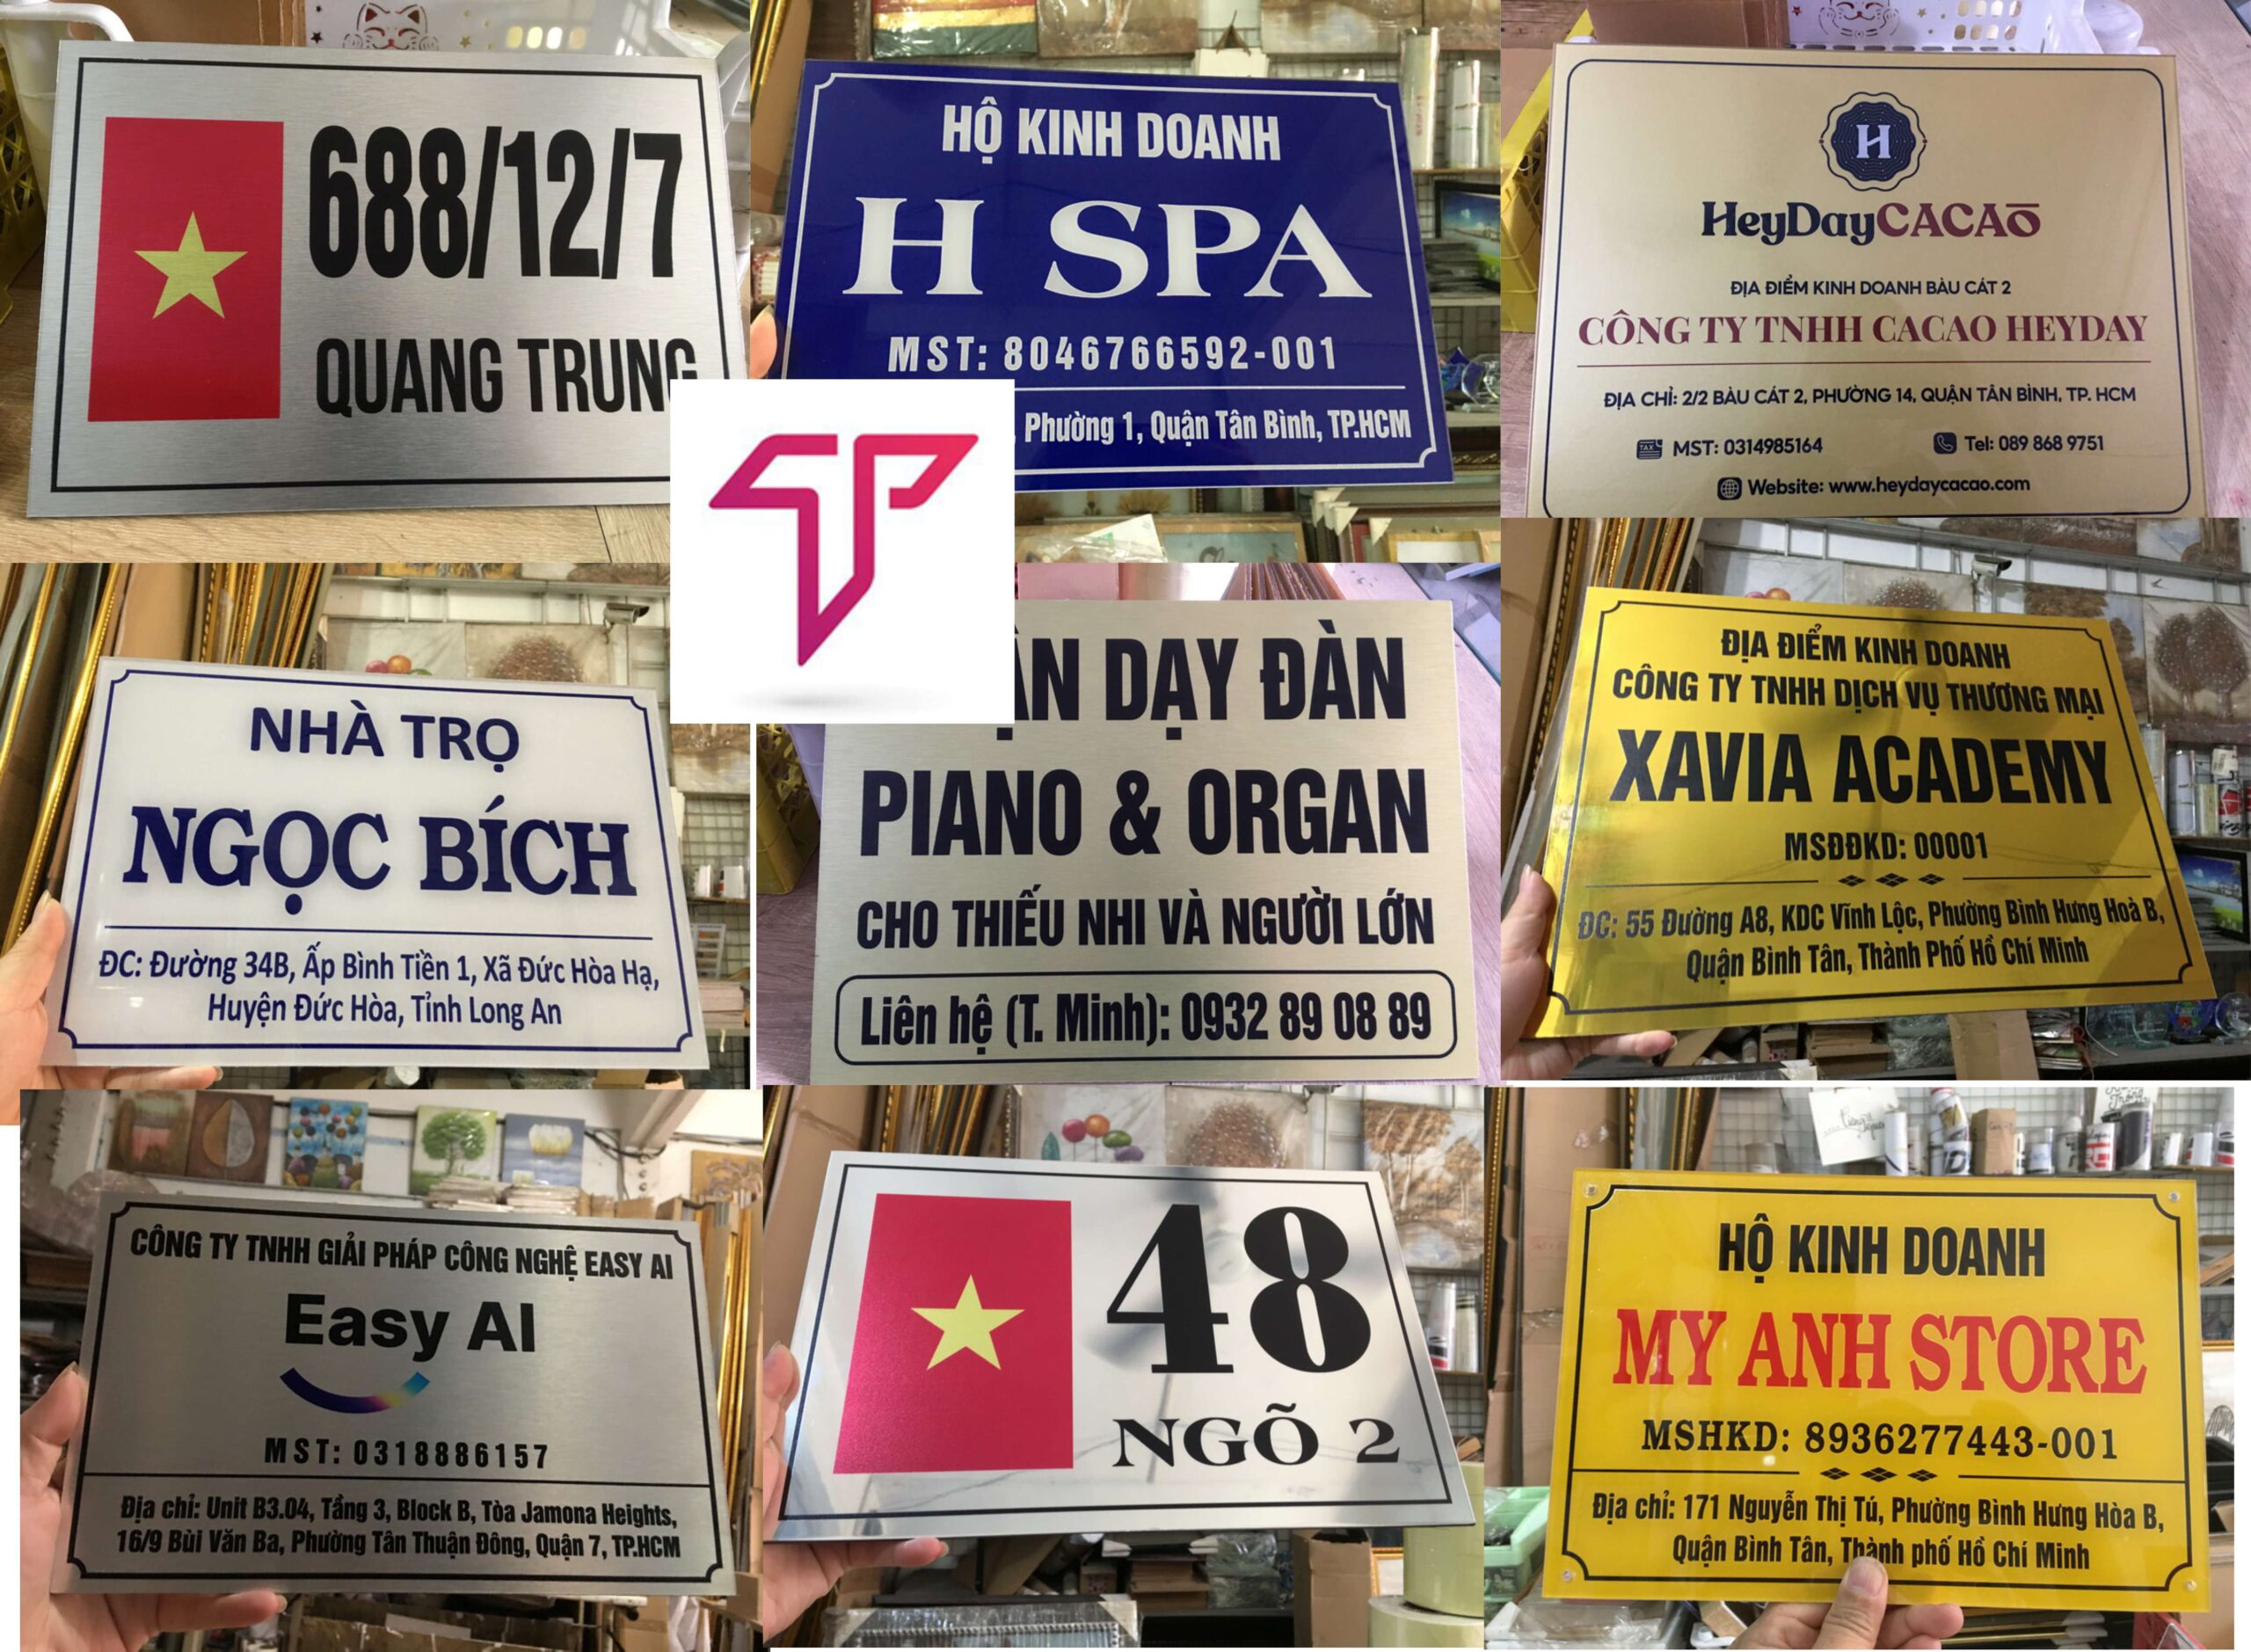 688/12/7
QUANG TRUNG
HỘ KINH DOANH
H SPA
MST: 8046766592-001
, Phường 1, Quận Tân Bình, TP.HCM
H
HeyDayCACAO
ĐỊA ĐIỂM KINH DOANH BÀU CÁT 2
CÔNG TY TNHH CACAO HEYDAY
ĐỊA CHỈ: 2/2 BÀU CÁT 2, PHƯỜNG 14, QUẬN TÂN BÌNH, TP. HCM
MST: 0314985164
Tel: 089 868 9751
Website: www.heydaycacao.com
NHÀ TRỌ
NGỌC BÍCH
ĐC: Đường 34B, Ấp Bình Tiền 1, Xã Đức Hòa Hạ,
Huyện Đức Hòa, Tỉnh Long An
DẠY ĐÀN
PIANO & ORGAN
CHO THIẾU NHI VÀ NGƯỜI LỚN
Liên hệ (T. Minh): 0932 89 08 89
ĐỊA ĐIỂM KINH DOANH
CÔNG TY TNHH DỊCH VỤ THƯƠNG MẠI
XAVIA ACADEMY
MSĐĐKD: 00001
ĐC: 55 Đường A8, KDC Vĩnh Lộc, Phường Bình Hưng Hoà B,
Quận Bình Tân, Thành Phố Hồ Chí Minh
CÔNG TY TNHH GIẢI PHÁP CÔNG NGHỆ EASY AI
Easy AI
MST: 0318886157
Địa chỉ: Unit B3.04, Tầng 3, Block B, Tòa Jamona Heights,
16/9 Bùi Văn Ba, Phường Tân Thuận Đông, Quận 7, TP.HCM
48
NGÕ 2
HỘ KINH DOANH
MY ANH STORE
MSHKD: 8936277443-001
Địa chỉ: 171 Nguyễn Thị Tú, Phường Bình Hưng Hòa B,
Quận Bình Tân, Thành phố Hồ Chí Minh